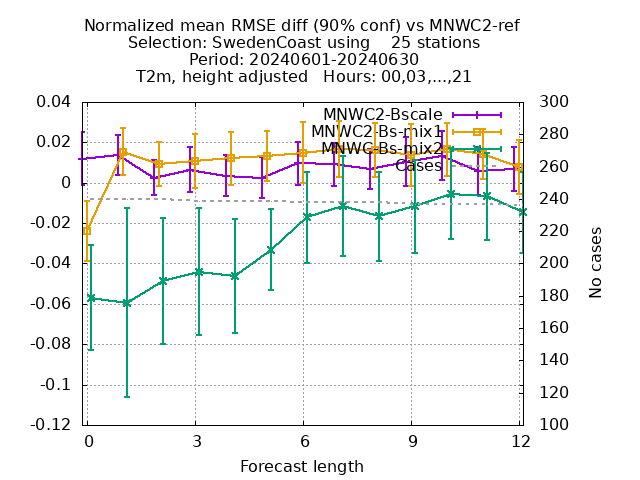 Normalized mean RMSE diff (90% conf) vs MNWC2-ref
Selection: SwedenCoast using 25 stations
Period: 20240601-20240630
T2m, height adjusted Hours: 00,03,...,21
0.04 300
MNWC2-Bscale
MNWC2-Bs-mix1 280
0.02
MNWC-Bs-mix2
Cases 260
0
240
-0.02 220
-0.04 200
180
-0.06
160
-0.08
140
-0.1
120
-0.12 100
0 3 6 9 12
Forecast length
No cases